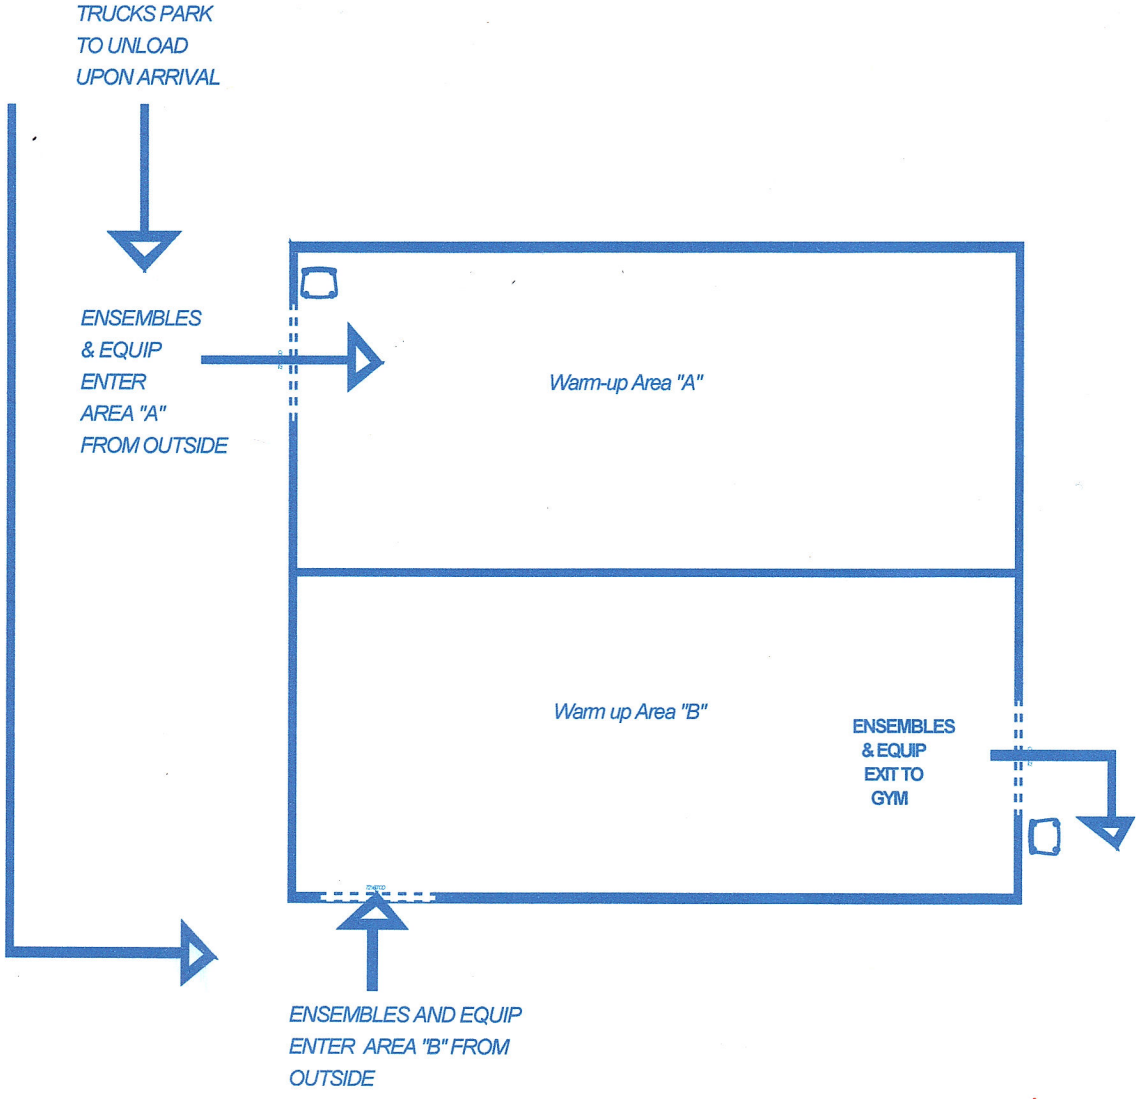 TRUCKS PARK
TO UNLOAD
UPON ARRIVAL
ENSEMBLES
& EQUIP
ENTER
AREA "A"
FROM OUTSIDE
Warm-up Area "A"
Warm up Area "B"
ENSEMBLES
& EQUIP
EXIT TO
GYM
ENSEMBLES AND EQUIP
ENTER AREA "B" FROM
OUTSIDE